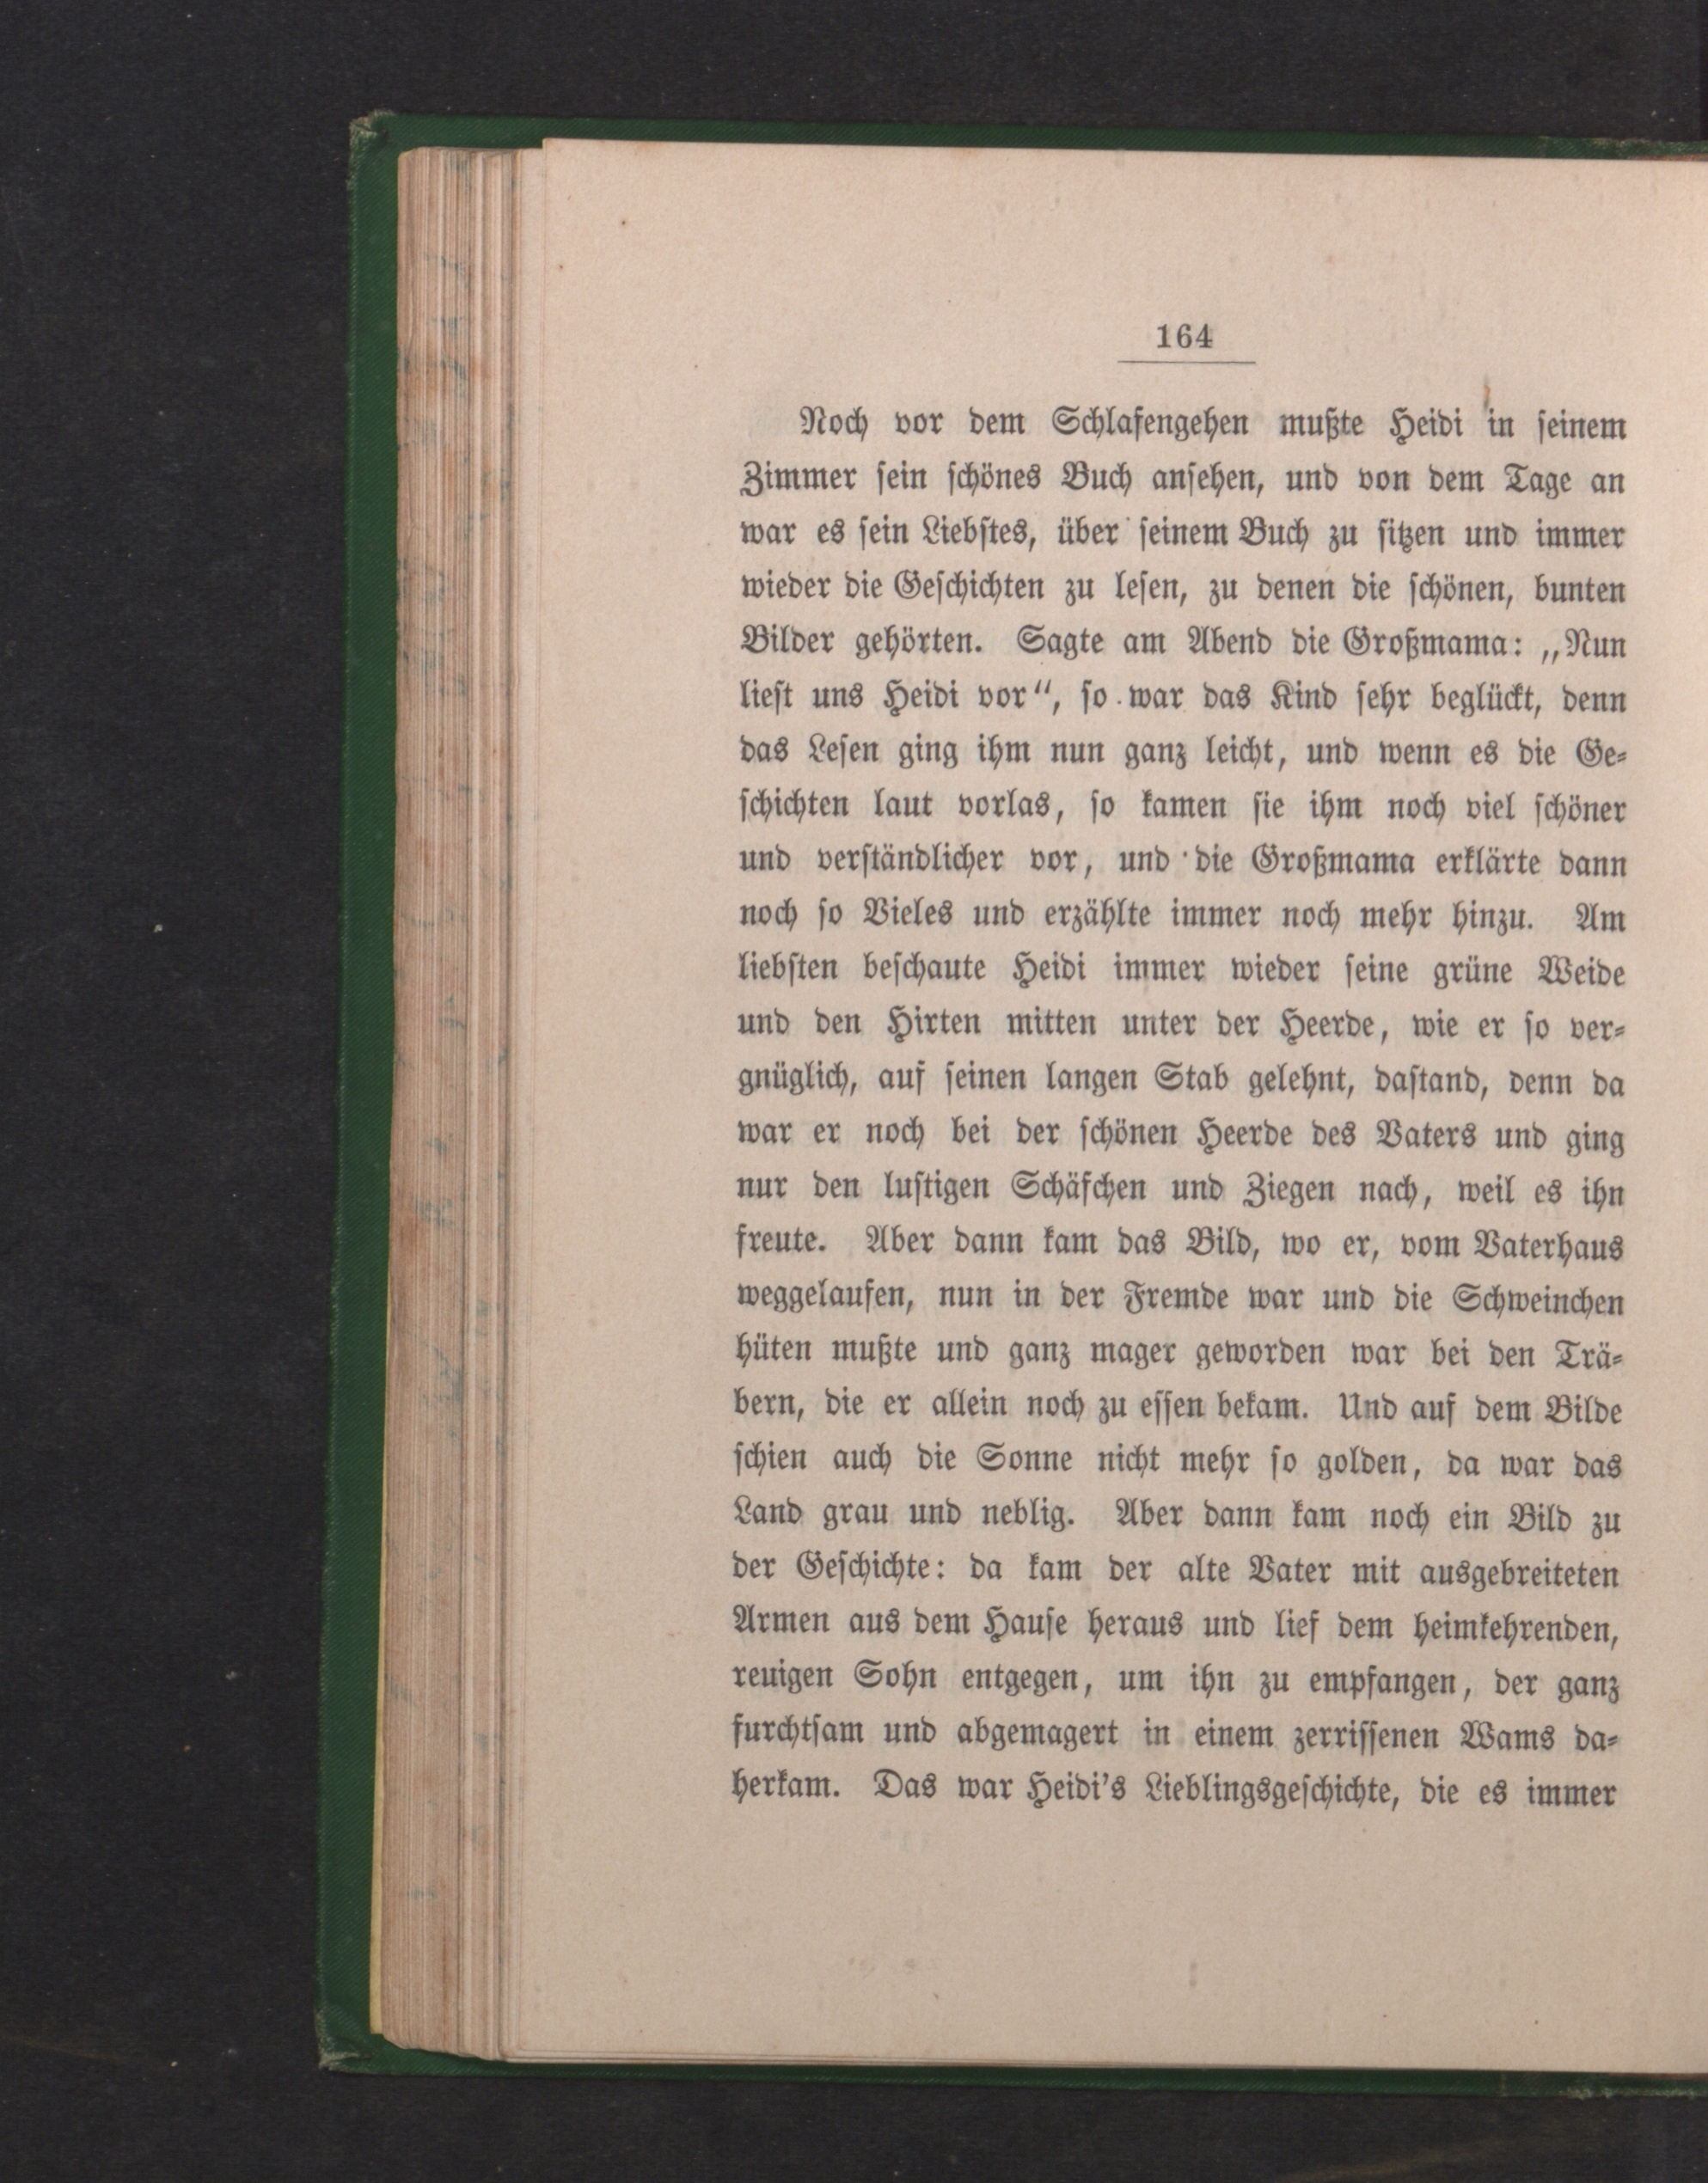 164
Noch vor dem Schlafengehen mußte Heidi in seinem
Zimmer sein schönes Buch ansehen, und von dem Tage an
war es sein Liebstes, über seinem Buch zu sitzen und immer
wieder die Geschichten zu lesen, zu denen die schönen, bunten
Bilder gehörten. Sagte am Abend die Großmama: „Nun
liest uns Heidi vor“, so war das Kind sehr beglückt, denn
das Lesen ging ihm nun ganz leicht, und wenn es die Ge-
schichten laut vorlas, so kamen sie ihm noch viel schöner
und verständlicher vor, und die Großmama erklärte dann
noch so Vieles und erzählte immer noch mehr hinzu. Am
liebsten beschaute Heidi immer wieder seine grüne Weide
und den Hirten mitten unter der Heerde, wie er so ver-
gnüglich, auf seinen langen Stab gelehnt, dastand, denn da
war er noch bei der schönen Heerde des Vaters und ging
nur den lustigen Schäfchen und Ziegen nach, weil es ihn
freute. Aber dann kam das Bild, wo er, vom Vaterhaus
weggelaufen, nun in der Fremde war und die Schweinchen
hüten mußte und ganz mager geworden war bei den Trä-
bern, die er allein noch zu essen bekam. Und auf dem Bilde
schien auch die Sonne nicht mehr so golden, da war das
Land grau und neblig. Aber dann kam noch ein Bild zu
der Geschichte: da kam der alte Vater mit ausgebreiteten
Armen aus dem Hause heraus und lief dem heimkehrenden,
reuigen Sohn entgegen, um ihn zu empfangen, der ganz
furchtsam und abgemagert in einem zerrissenen Wams da-
herkam. Das war Heidi's Lieblingsgeschichte, die es immer